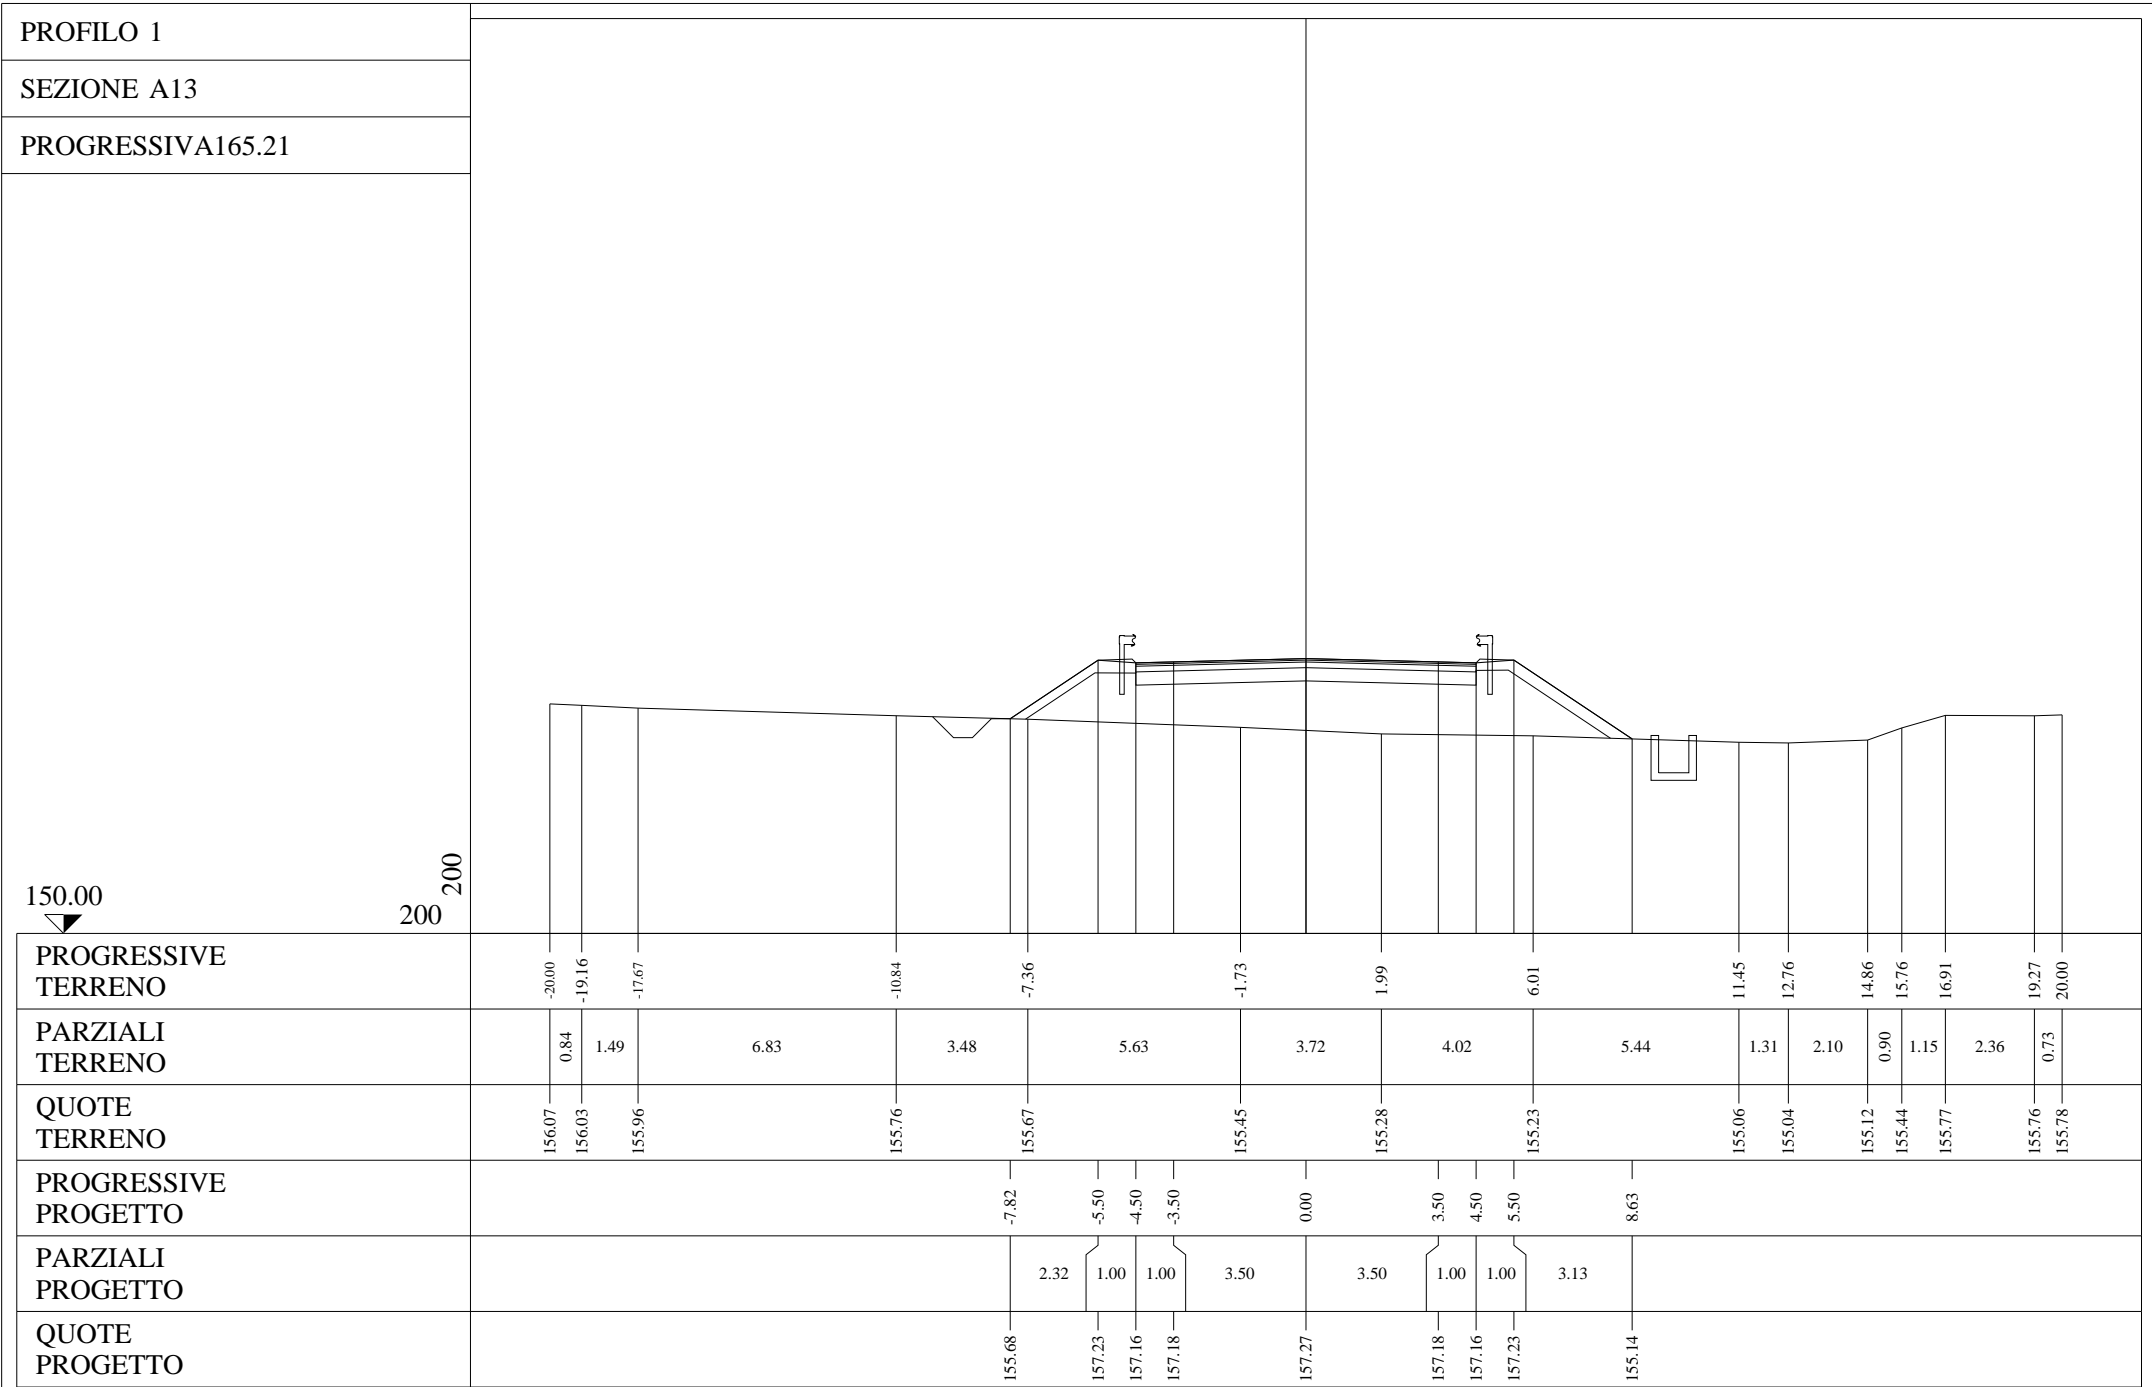 PROFILO 1
SEZIONE A13
PROGRESSIVA165.21
200
150.00
200
PROGRESSIVE
TERRENO
-20.00 -19.16 -17.67 -10.84 -7.36 -1.73 1.99 6.01 11.45 12.76 14.86 15.76 16.91 19.27 20.00
PARZIALI
TERRENO
0.84 1.49 6.83 3.48 5.63 3.72 4.02 5.44 1.31 2.10 0.90 1.15 2.36 0.73
QUOTE
TERRENO
156.07 156.03 155.96 155.76 155.67 155.45 155.28 155.23 155.06 155.04 155.12 155.44 155.77 155.76 155.78
PROGRESSIVE
PROGETTO
-7.82 -5.50 -4.50 -3.50 0.00 3.50 4.50 5.50 8.63
PARZIALI
PROGETTO
2.32 1.00 1.00 3.50 3.50 1.00 1.00 3.13
QUOTE
PROGETTO
155.68 157.23 157.16 157.18 157.27 157.18 157.16 157.23 155.14